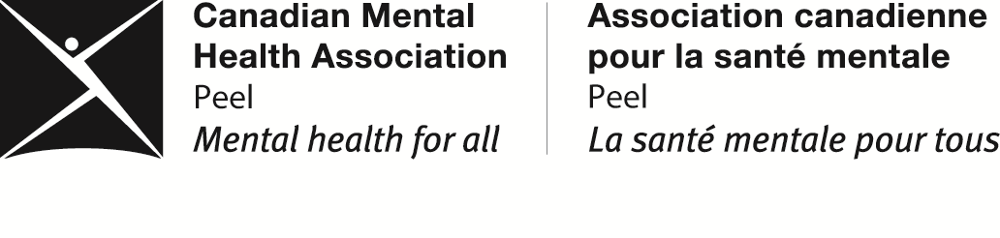 Canadian Mental
Health Association
Peel
Mental health for all
Association canadienne
pour la santé mentale
Peel
La santé mentale pour tous